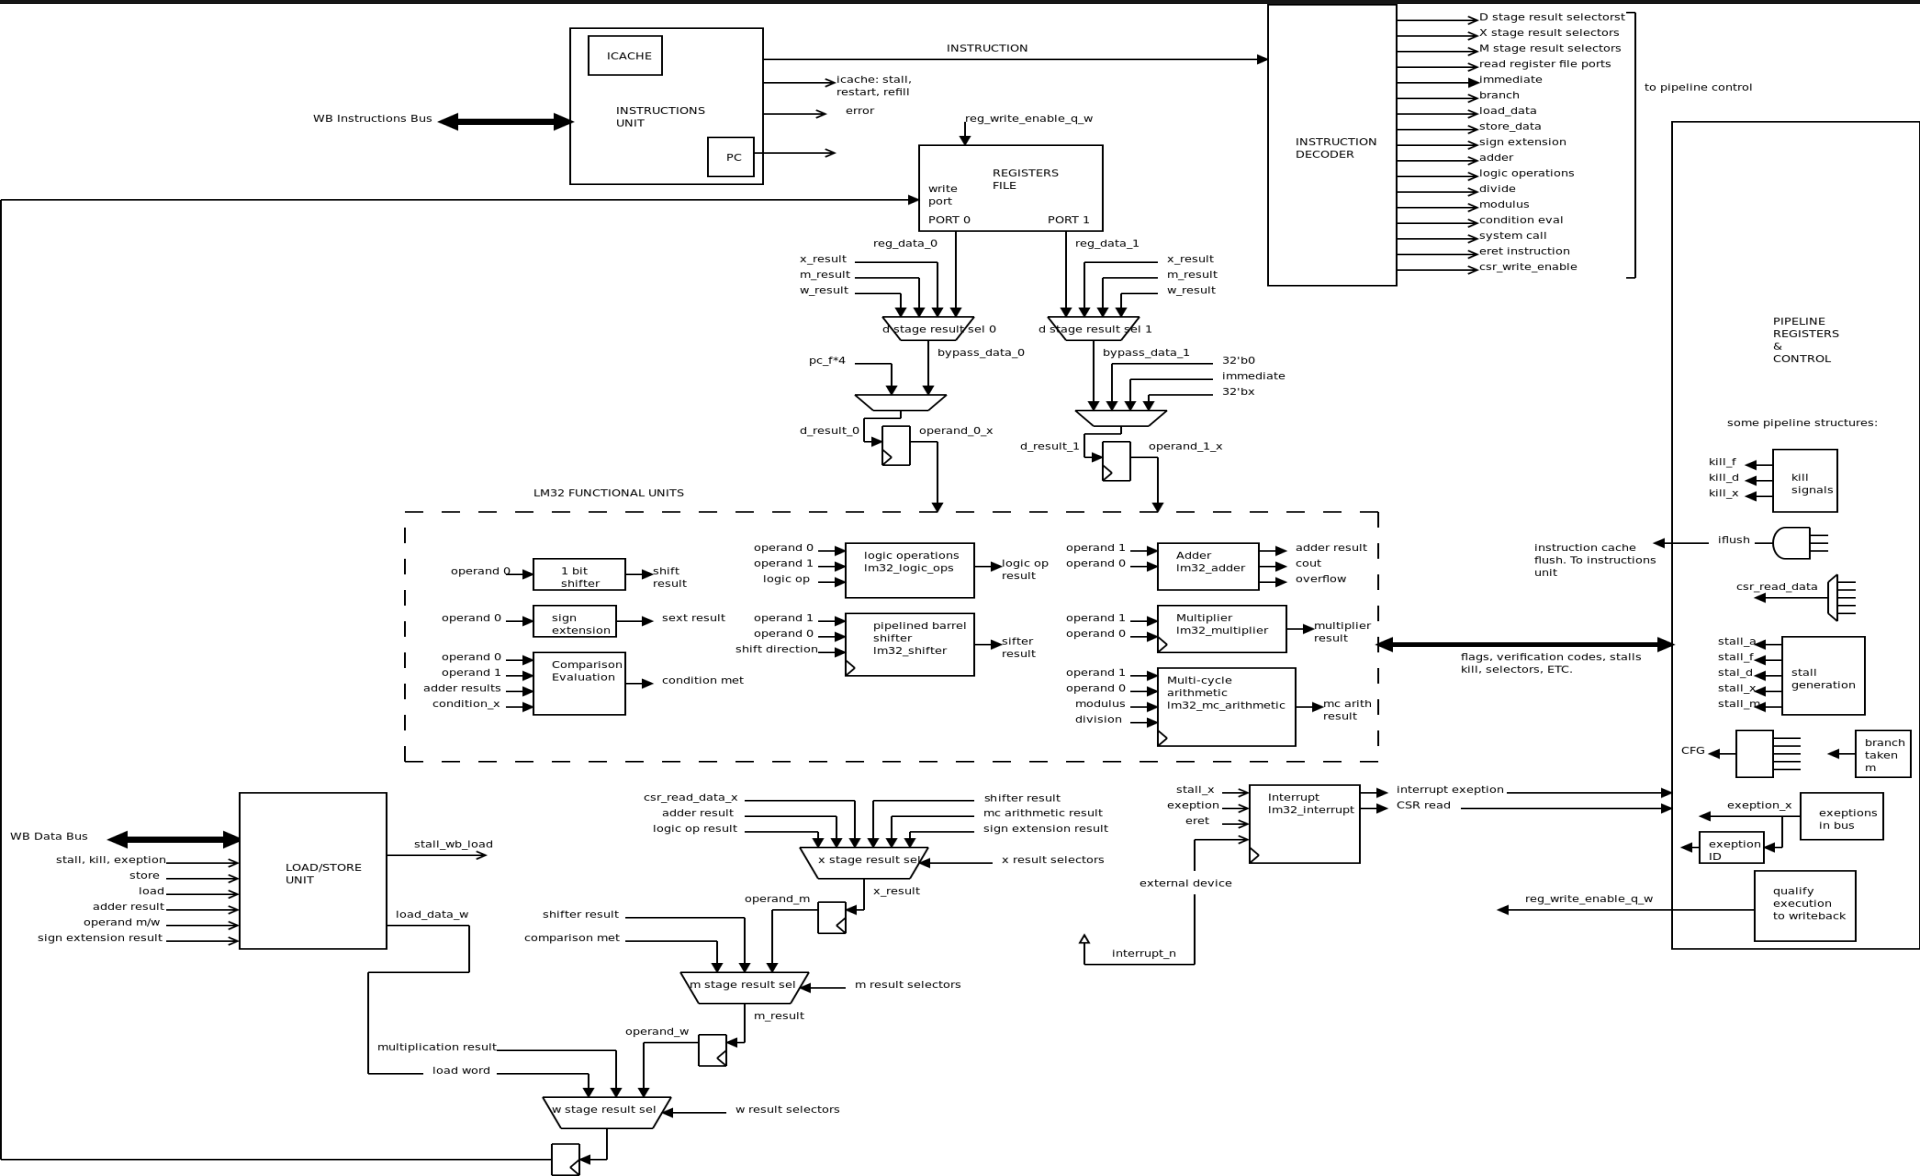 ICACHE
INSTRUCTIONS
UNIT
PC
WB Instructions Bus
INSTRUCTION
icache: stall,
restart, refill
error
reg_write_enable_q_w
REGISTERS
FILE
write
port
PORT 0
PORT 1
INSTRUCTION
DECODER
D stage result selectorst
X stage result selectors
M stage result selectors
read register file ports
immediate
branch
load_data
store_data
sign extension
adder
logic operations
divide
modulus
condition eval
system call
eret instruction
csr_write_enable
to pipeline control
reg_data_0
x_result
m_result
w_result
d stage result sel 0
bypass_data_0
pc_f*4
d_result_0
operand_0_x
reg_data_1
x_result
m_result
w_result
d stage result sel 1
bypass_data_1
32'b0
immediate
32'bx
d_result_1
operand_1_x
LM32 FUNCTIONAL UNITS
operand 0
1 bit
shifter
shift
result
operand 0
sign
extension
sext result
operand 0
operand 1
adder results
condition_x
Comparison
Evaluation
condition met
operand 0
operand 1
logic op
logic operations
lm32_logic_ops
logic op
result
operand 1
operand 0
shift direction
pipelined barrel
shifter
lm32_shifter
sifter
result
operand 1
operand 0
Adder
lm32_adder
adder result
cout
overflow
operand 1
operand 0
Multiplier
lm32_multiplier
multiplier
result
operand 1
operand 0
modulus
division
Multi-cycle
arithmetic
lm32_mc_arithmetic
mc arith
result
flags, verification codes, stalls
kill, selectors, ETC.
PIPELINE
REGISTERS
&
CONTROL
some pipeline structures:
kill_f
kill_d
kill_x
kill
signals
iflush
instruction cache
flush. To instructions
unit
csr_read_data
stall_a
stall_f
stal_d
stall_x
stall_m
stall
generation
CFG
branch
taken
m
exeption_x
exeptions
in bus
exeption
ID
reg_write_enable_q_w
qualify
execution
to writeback
WB Data Bus
stall, kill, exeption
store
load
adder result
operand m/w
sign extension result
LOAD/STORE
UNIT
stall_wb_load
load_data_w
csr_read_data_x
adder result
logic op result
shifter result
mc arithmetic result
sign extension result
x stage result sel
x result selectors
x_result
operand_m
shifter result
comparison met
m stage result sel
m result selectors
m_result
operand_w
multiplication result
load word
w stage result sel
w result selectors
stall_x
exeption
eret
Interrupt
lm32_interrupt
interrupt exeption
CSR read
external device
interrupt_n